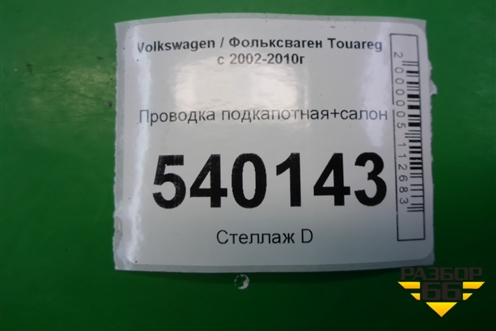 Volkswagen / Фольксваген Touareg
с 2002-2010г
Проводка подкапотная+салон
540143
Стеллаж D
2000005112683
РАЗБОР
66